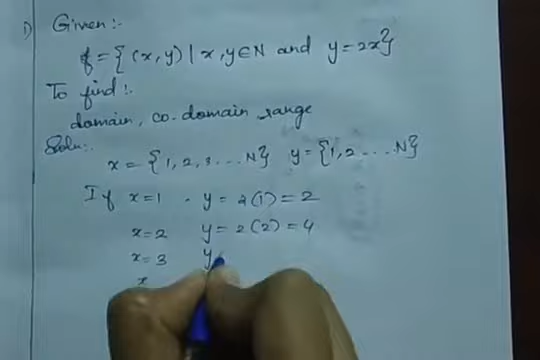 1) Given:-
f = {(x, y) | x, y ∈ N and y = 2x}
To find:-
domain, co.domain range
Soln:-
x = {1, 2, 3 ... N} y = {1, 2 ... N}
If x = 1 . y = 2(1) = 2
x = 2 y = 2(2) = 4
x = 3 y
x